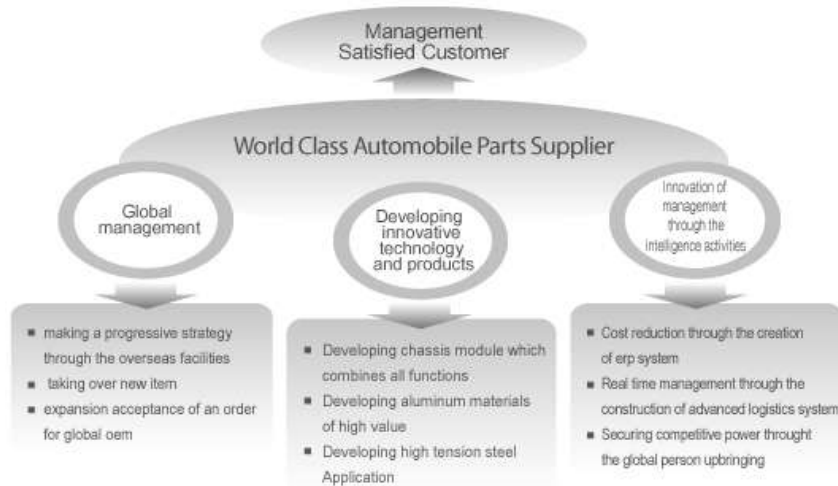 Management
Satisfied Customer
World Class Automobile Parts Supplier
Global
management
Developing
innovative
technology
and products
Innovation of
management
through the
intelligence activities
making a progressive strategy
through the overseas facilities
taking over new item
expansion acceptance of an order
for global oem
Developing chassis module which
combines all functions
Developing aluminum materials
of high value
Developing high tension steel
Application
Cost reduction through the creation
of erp system
Real time management through the
construction of advanced logistics system
Securing competitive power throught
the global person upbringing